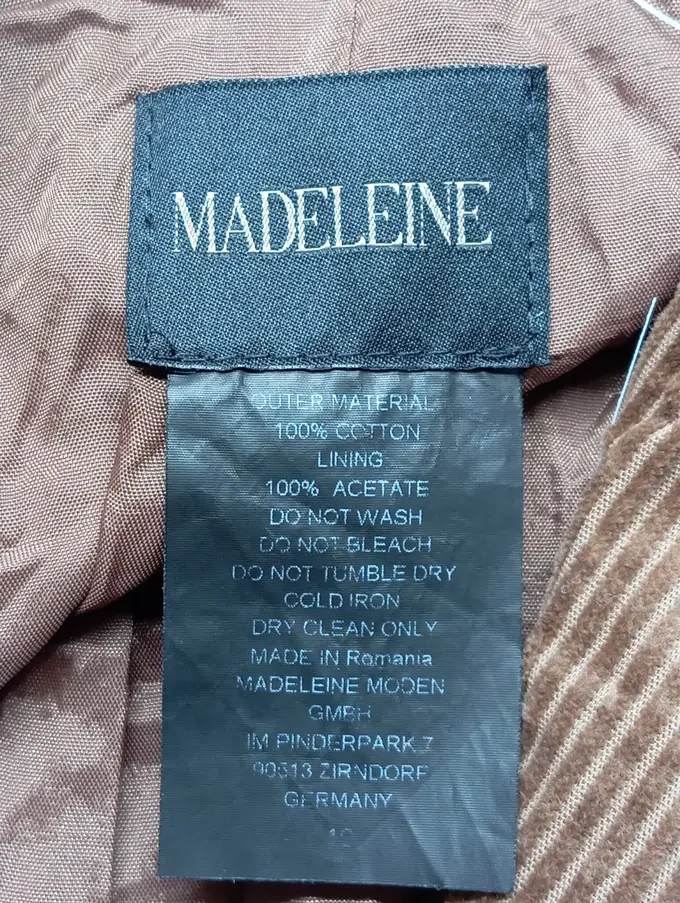 MADELEINE
OUTER MATERIAL
100% COTTON
LINING
100% ACETATE
DO NOT WASH
DO NOT BLEACH
DO NOT TUMBLE DRY
COLD IRON
DRY CLEAN ONLY
MADE IN Romania
MADELEINE MODEN
GMBH
IM PINDERPARK 7
90513 ZIRNDORF
GERMANY